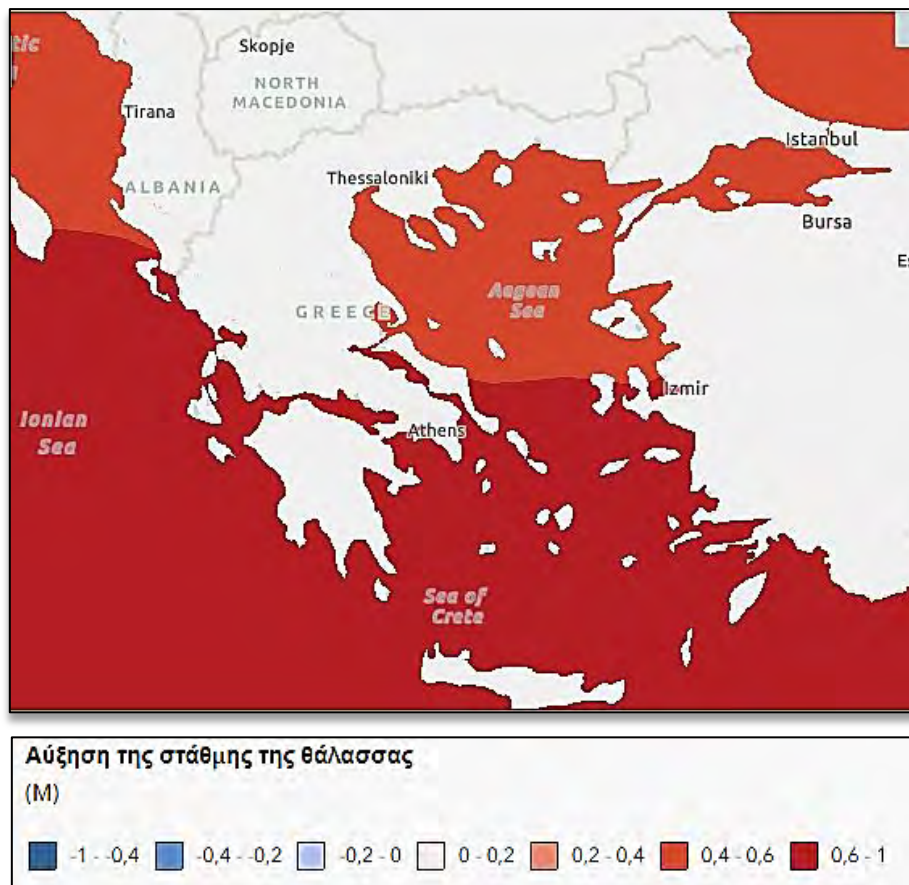 tic
Skopje
NORTH
MACEDONIA
Tirana
Istanbul
Thessaloniki
ALBANIA
Bursa
Es
Aegean
Sea
GREECE
Izmir
Ionian
Sea
Athens
Sea of
Crete
Αύξηση της στάθμης της θάλασσας
(Μ)
-1 - -0,4 -0,4 - -0,2 -0,2 - 0 0 - 0,2 0,2 - 0,4 0,4 - 0,6 0,6 - 1